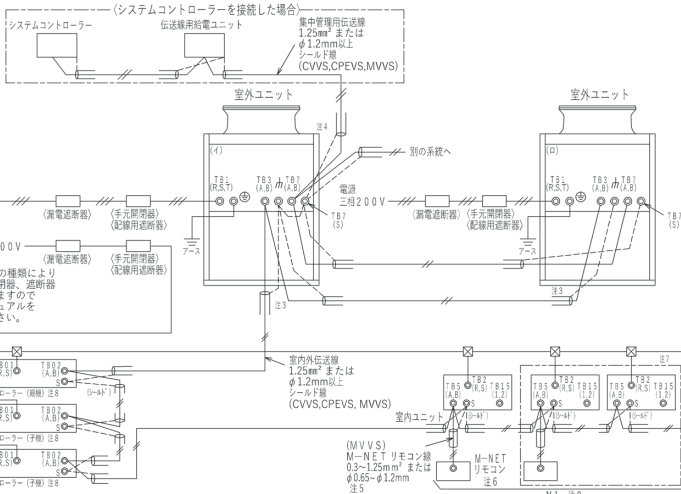 〈システムコントローラーを接続した場合〉
システムコントローラー
伝送線用給電ユニット
集中管理用伝送線
1.25mm² または
φ1.2mm以上
シールド線
(CVVS,CPEVS,MVVS)
室外ユニット
室外ユニット
注4
(イ)
(ロ)
別の系統へ
TB1
(R,S,T)
TB3
(A,B)
TB7
(A,B)
電源
三相200V
TB1
(R,S,T)
TB3
(A,B)
TB7
(A,B)
TB7
(S)
TB7
(S)
〈漏電遮断器〉
〈手元開閉器〉
〈配線用遮断器〉
〈漏電遮断器〉
〈手元開閉器〉
〈配線用遮断器〉
アース
アース
00V
〈漏電遮断器〉
〈手元開閉器〉
〈配線用遮断器〉
の種類により
閉器、遮断器
ますので
ュアルを
さい。
注3
注3
室内外伝送線
1.25mm² または
φ1.2mm以上
シールド線
(CVVS,CPEVS, MVVS)
注7
B01
R,S)
TB02
(A,B)
S
ローラー (親機) 注8
(シールド)
B01
R,S)
TB02
(A,B)
S
ローラー (子機) 注8
B01
R,S)
TB02
(A,B)
S
ローラー (子機) 注8
TB5
(A,B)
S
TB2
(R,S)
TB15
(1,2)
TB5
(A,B)
S
TB2
(R,S)
TB15
(1,2)
TB5
(A,B)
S
TB2
(R,S)
TB15
(1,2)
室内ユニット
(シールド)
(シールド)
(シールド)
(MVVS)
M-NETリモコン線
0.3~1.25mm² または
φ0.65~φ1.2mm
注5
M-NET
リモコン
注6